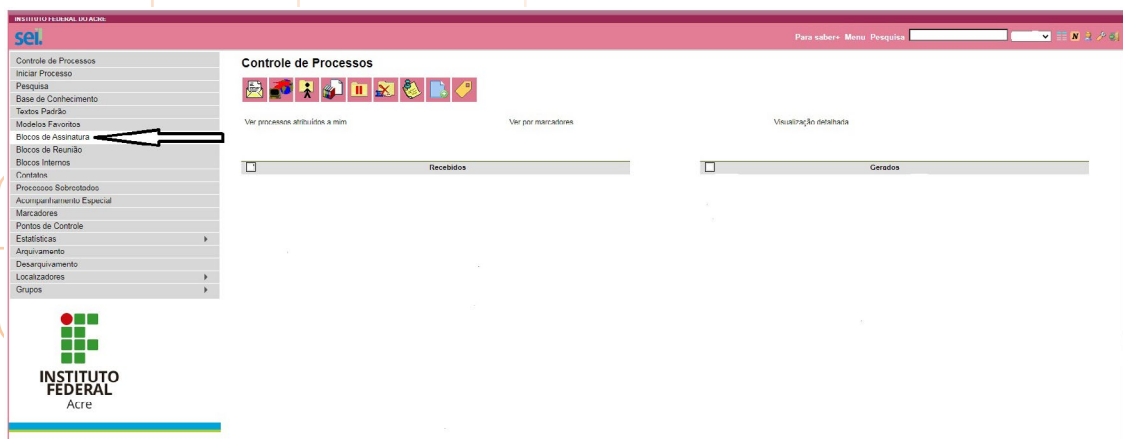 INSTITUTO FEDERAL DO ACRE
sei.
Para saber+ Menu Pesquisa
Controle de Processos
Iniciar Processo
Pesquisa
Base de Conhecimento
Textos Padrão
Modelos Favoritos
Blocos de Assinatura
Blocos de Reunião
Blocos Internos
Contatos
Processos Sobrestados
Acompanhamento Especial
Marcadores
Pontos de Controle
Estatísticas
Arquivamento
Desarquivamento
Localizadores
Grupos
INSTITUTO
FEDERAL
Acre
Controle de Processos
Ver processos atribuídos a mim Ver por marcadores Visualização detalhada
Recebidos Gerados
N